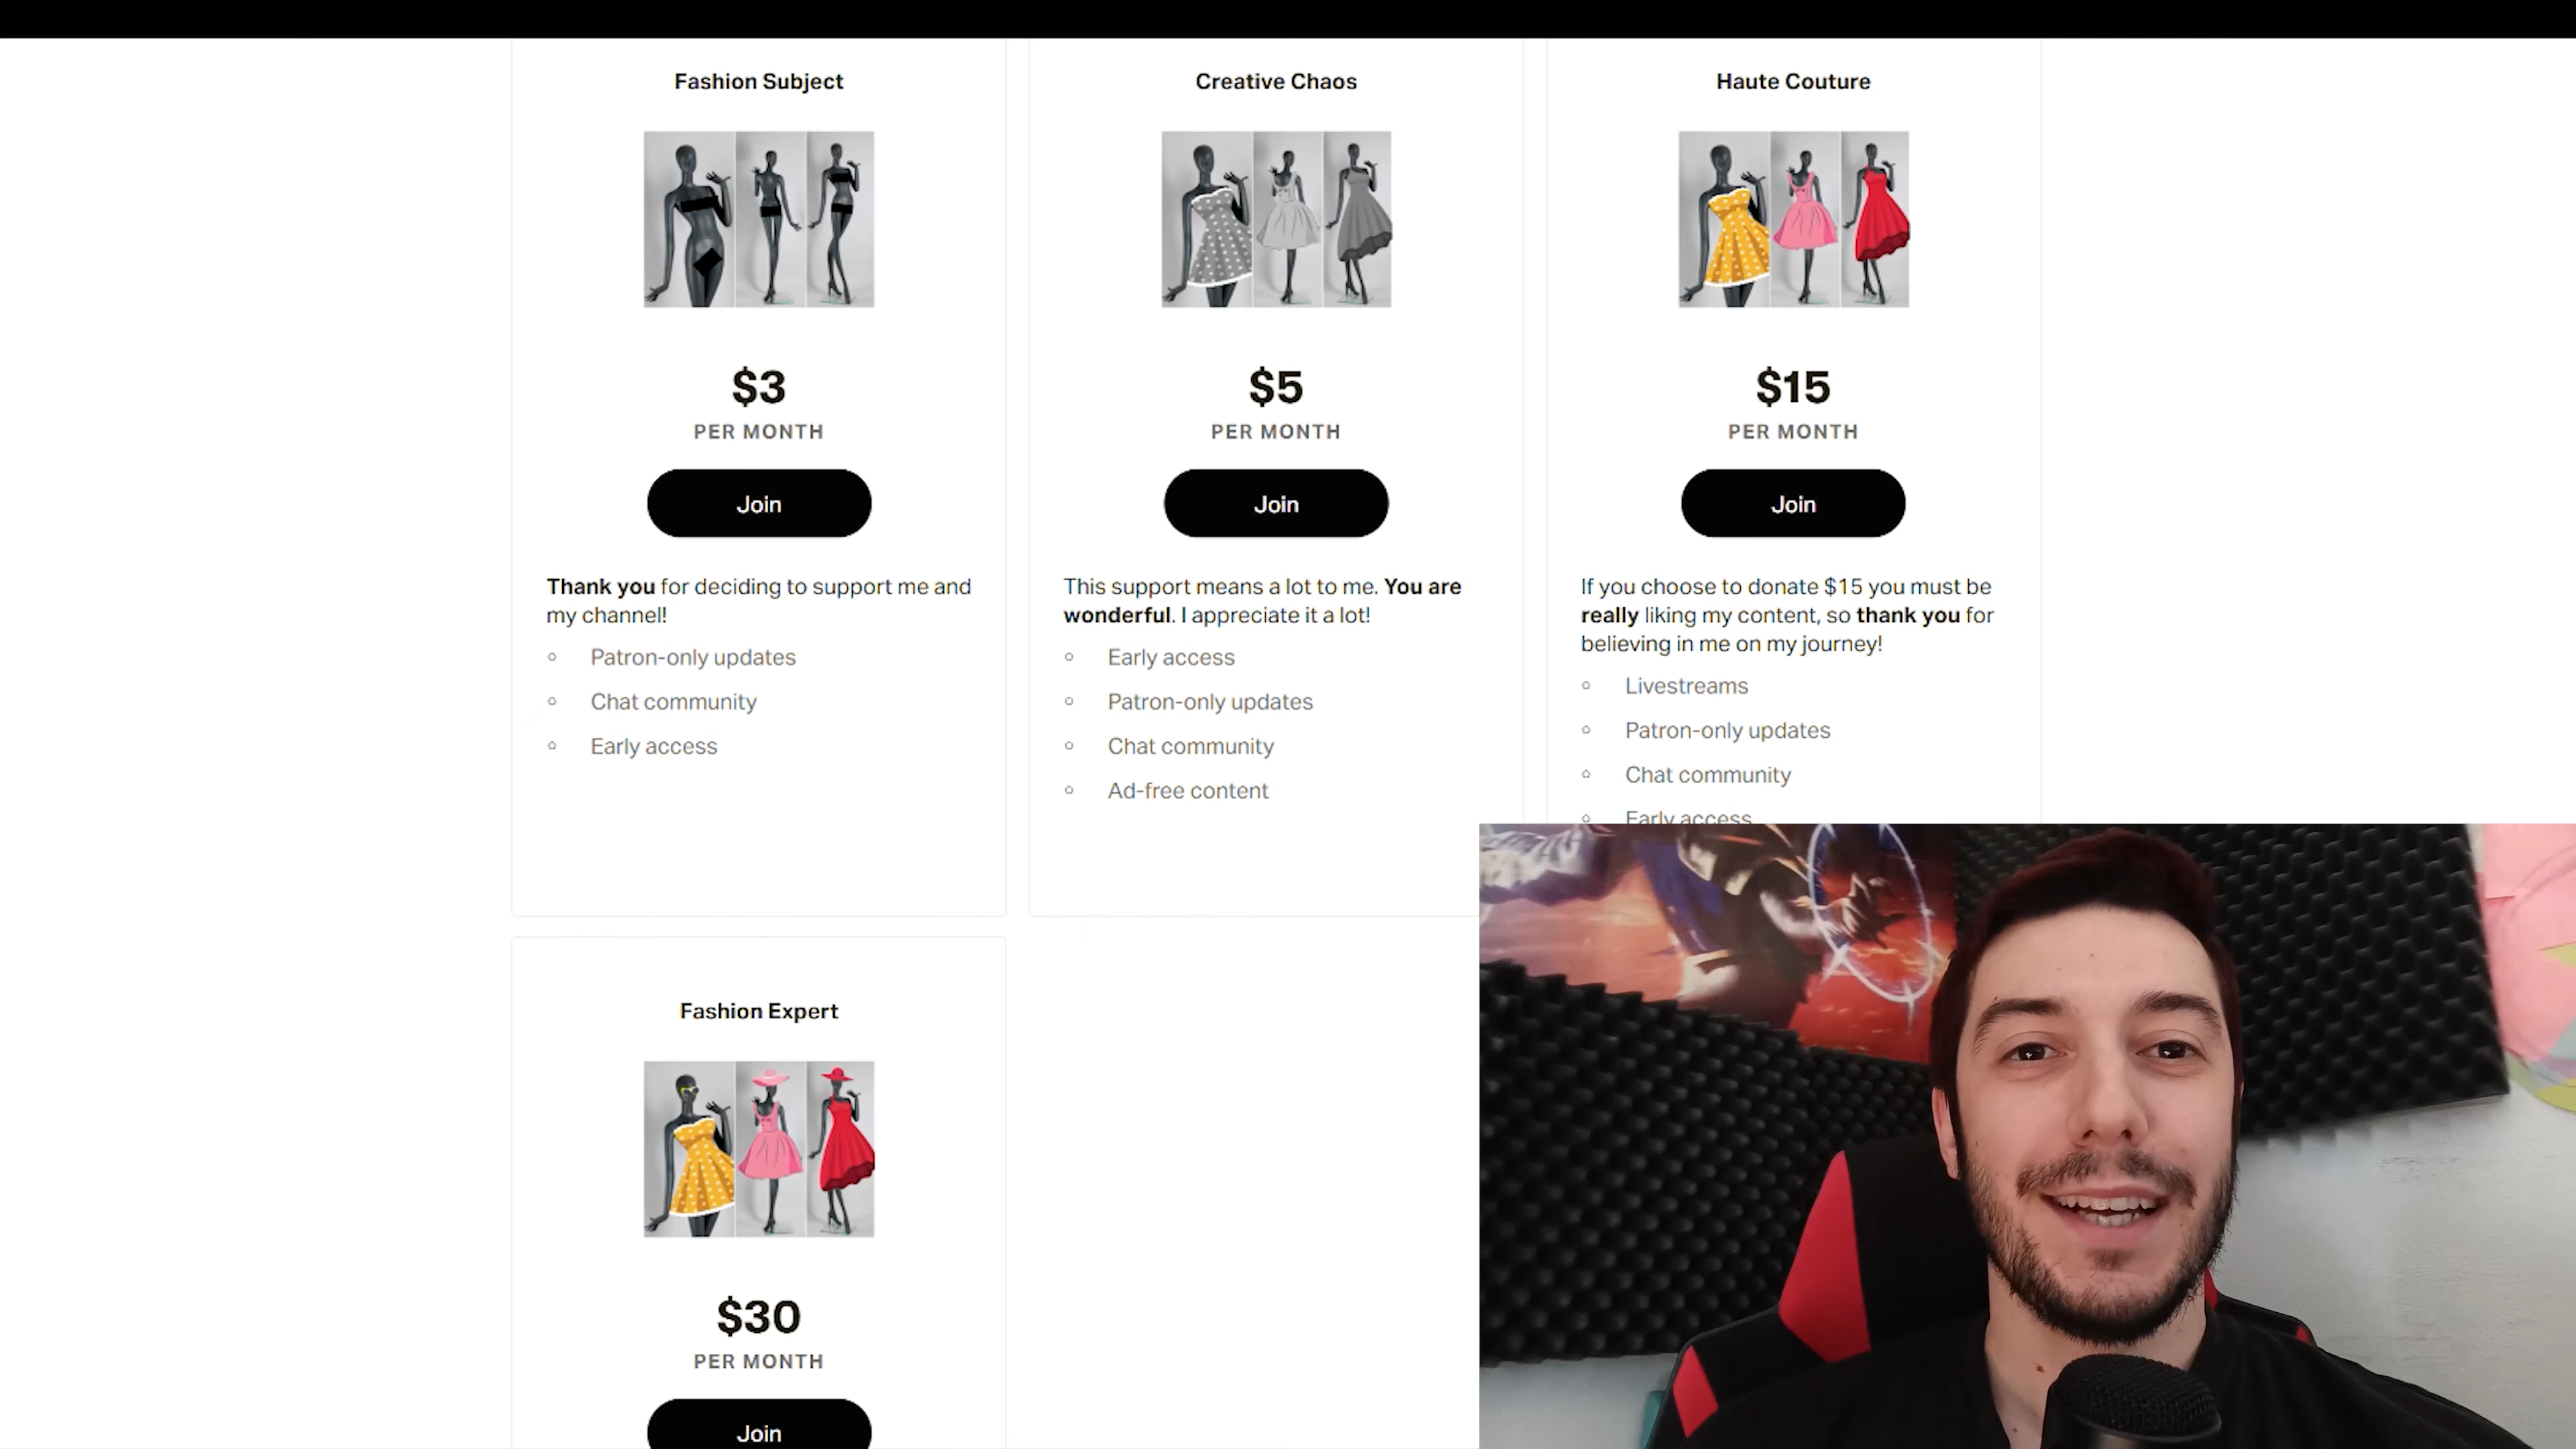 Fashion Subject
$3
PER MONTH
Join
Thank you for deciding to support me and
my channel!
Patron-only updates
Chat community
Early access
Creative Chaos
$5
PER MONTH
Join
This support means a lot to me. You are
wonderful. I appreciate it a lot!
Early access
Patron-only updates
Chat community
Ad-free content
Haute Couture
$15
PER MONTH
Join
If you choose to donate $15 you must be
really liking my content, so thank you for
believing in me on my journey!
Livestreams
Patron-only updates
Chat community
Early access
Fashion Expert
$30
PER MONTH
Join